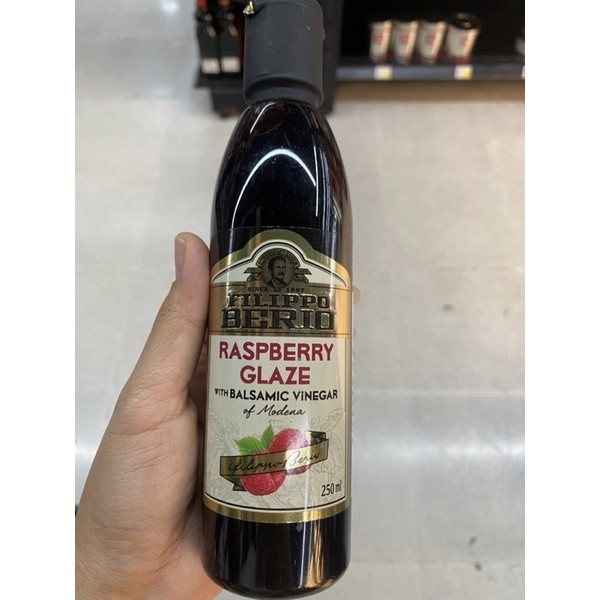 SINCE 1867
FILIPPO
BERIO
RASPBERRY
GLAZE
WITH BALSAMIC VINEGAR
of Modena
Filippo Berio
250 ml